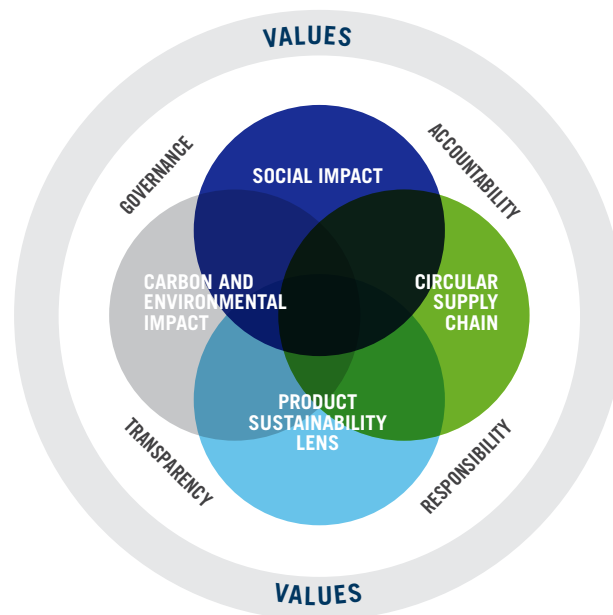 VALUES
GOVERNANCE
ACCOUNTABILITY
SOCIAL IMPACT
CARBON AND
ENVIRONMENTAL
IMPACT
CIRCULAR
SUPPLY
CHAIN
PRODUCT
SUSTAINABILITY
LENS
TRANSPARENCY
RESPONSIBILITY
VALUES